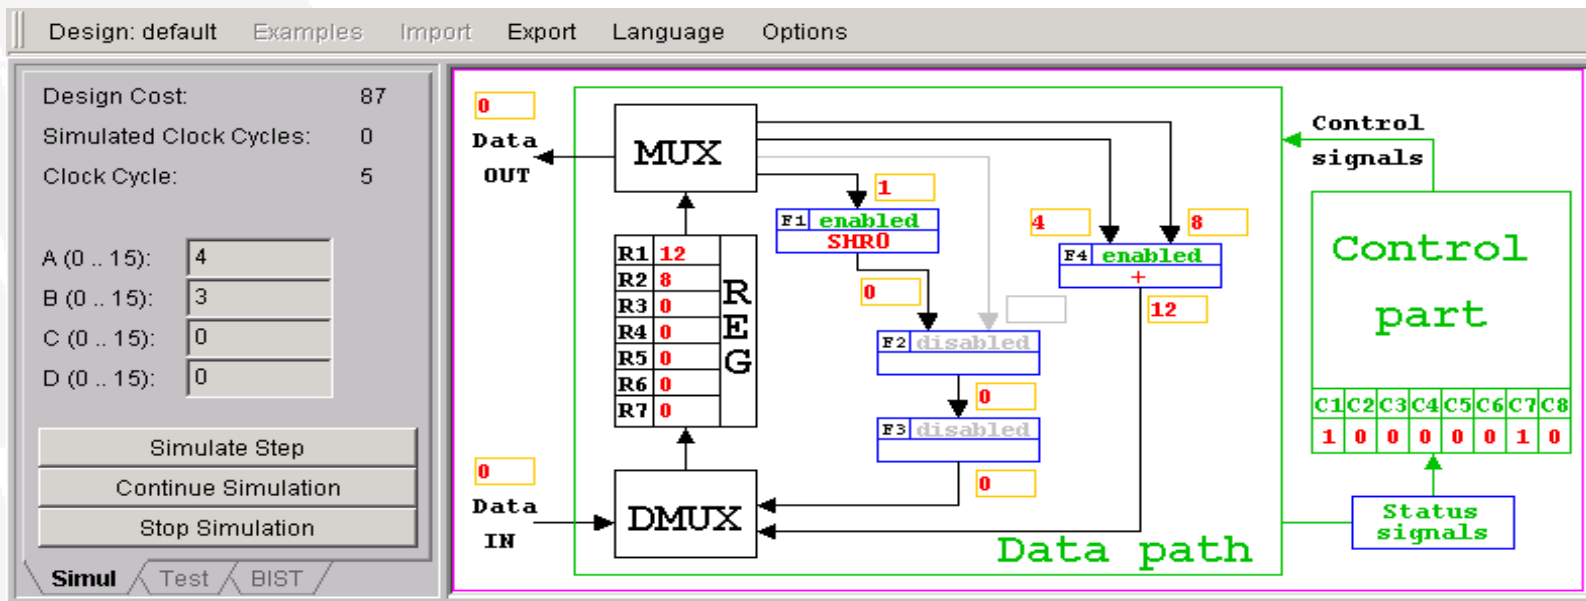 Design: default Examples Import Export Language Options
Design Cost: 87
Simulated Clock Cycles: 0
Clock Cycle: 5
A (0 .. 15): 4
B (0 .. 15): 3
C (0 .. 15): 0
D (0 .. 15): 0
Simulate Step
Continue Simulation
Stop Simulation
Simul Test BIST
0
Data
OUT
MUX
1
F1 enabled
SHR0
0
4
8
F4 enabled
+
12
R1 12
R2 8
R3 0
R4 0
R5 0
R6 0
R7 0
REG
F2 disabled
0
F3 disabled
0
0
Data
IN
DMUX
Data path
Control
signals
Control
part
C1 C2 C3 C4 C5 C6 C7 C8
1 0 0 0 0 0 1 0
Status
signals